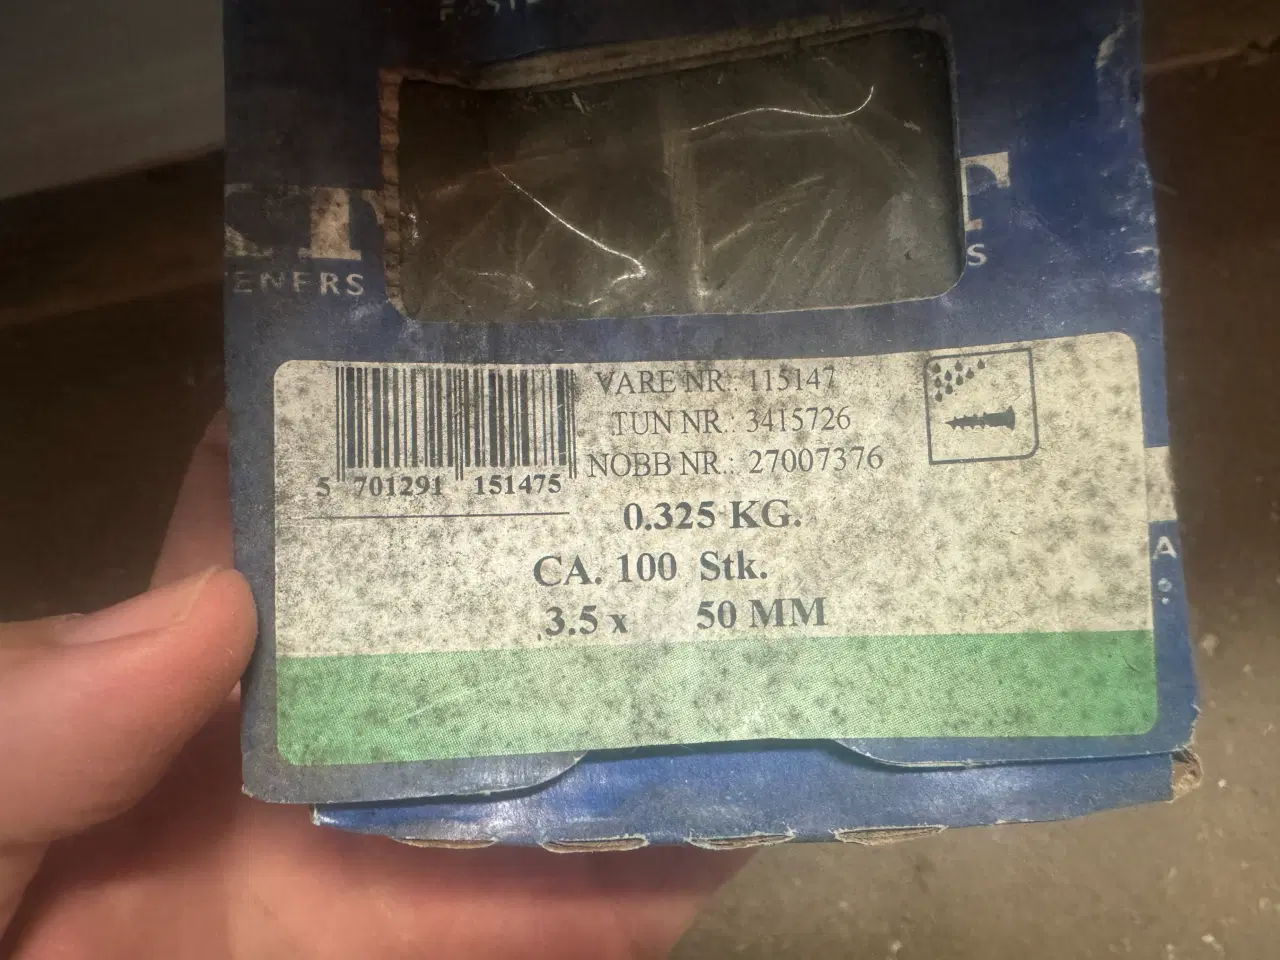 ENERS
S
VARE NR.: 115147
TUN NR.: 3415726
NOBB NR.: 27007376
5 701291 151475
0.325 KG.
CA. 100 Stk.
3.5 x 50 MM
A